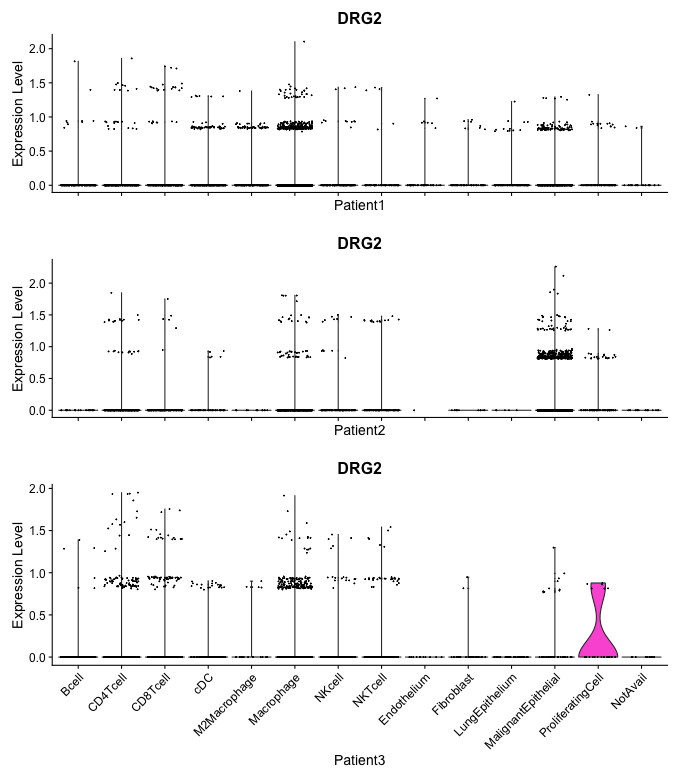 DRG2
Expression Level
2.0
1.5
1.0
0.5
0.0
Patient1
DRG2
Expression Level
2.0
1.5
1.0
0.5
0.0
Patient2
DRG2
Expression Level
2.0
1.5
1.0
0.5
0.0
Bcell
CD4Tcell
CD8Tcell
cDC
M2Macrophage
Macrophage
NKcell
NKTcell
Endothelium
Fibroblast
LungEpithelium
MalignantEpithelial
ProliferatingCell
NotAvail
Patient3